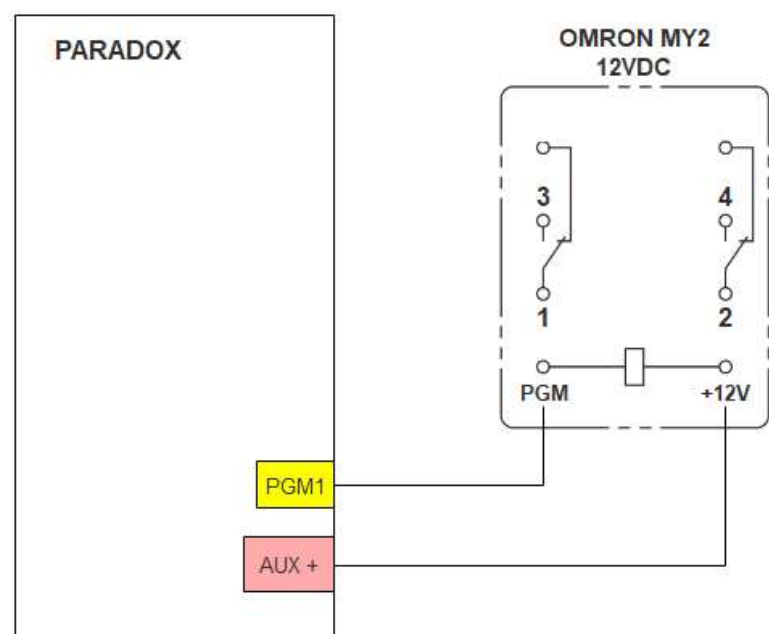 PARADOX
OMRON MY2
12VDC
3
4
1
2
PGM
+12V
PGM1
AUX +